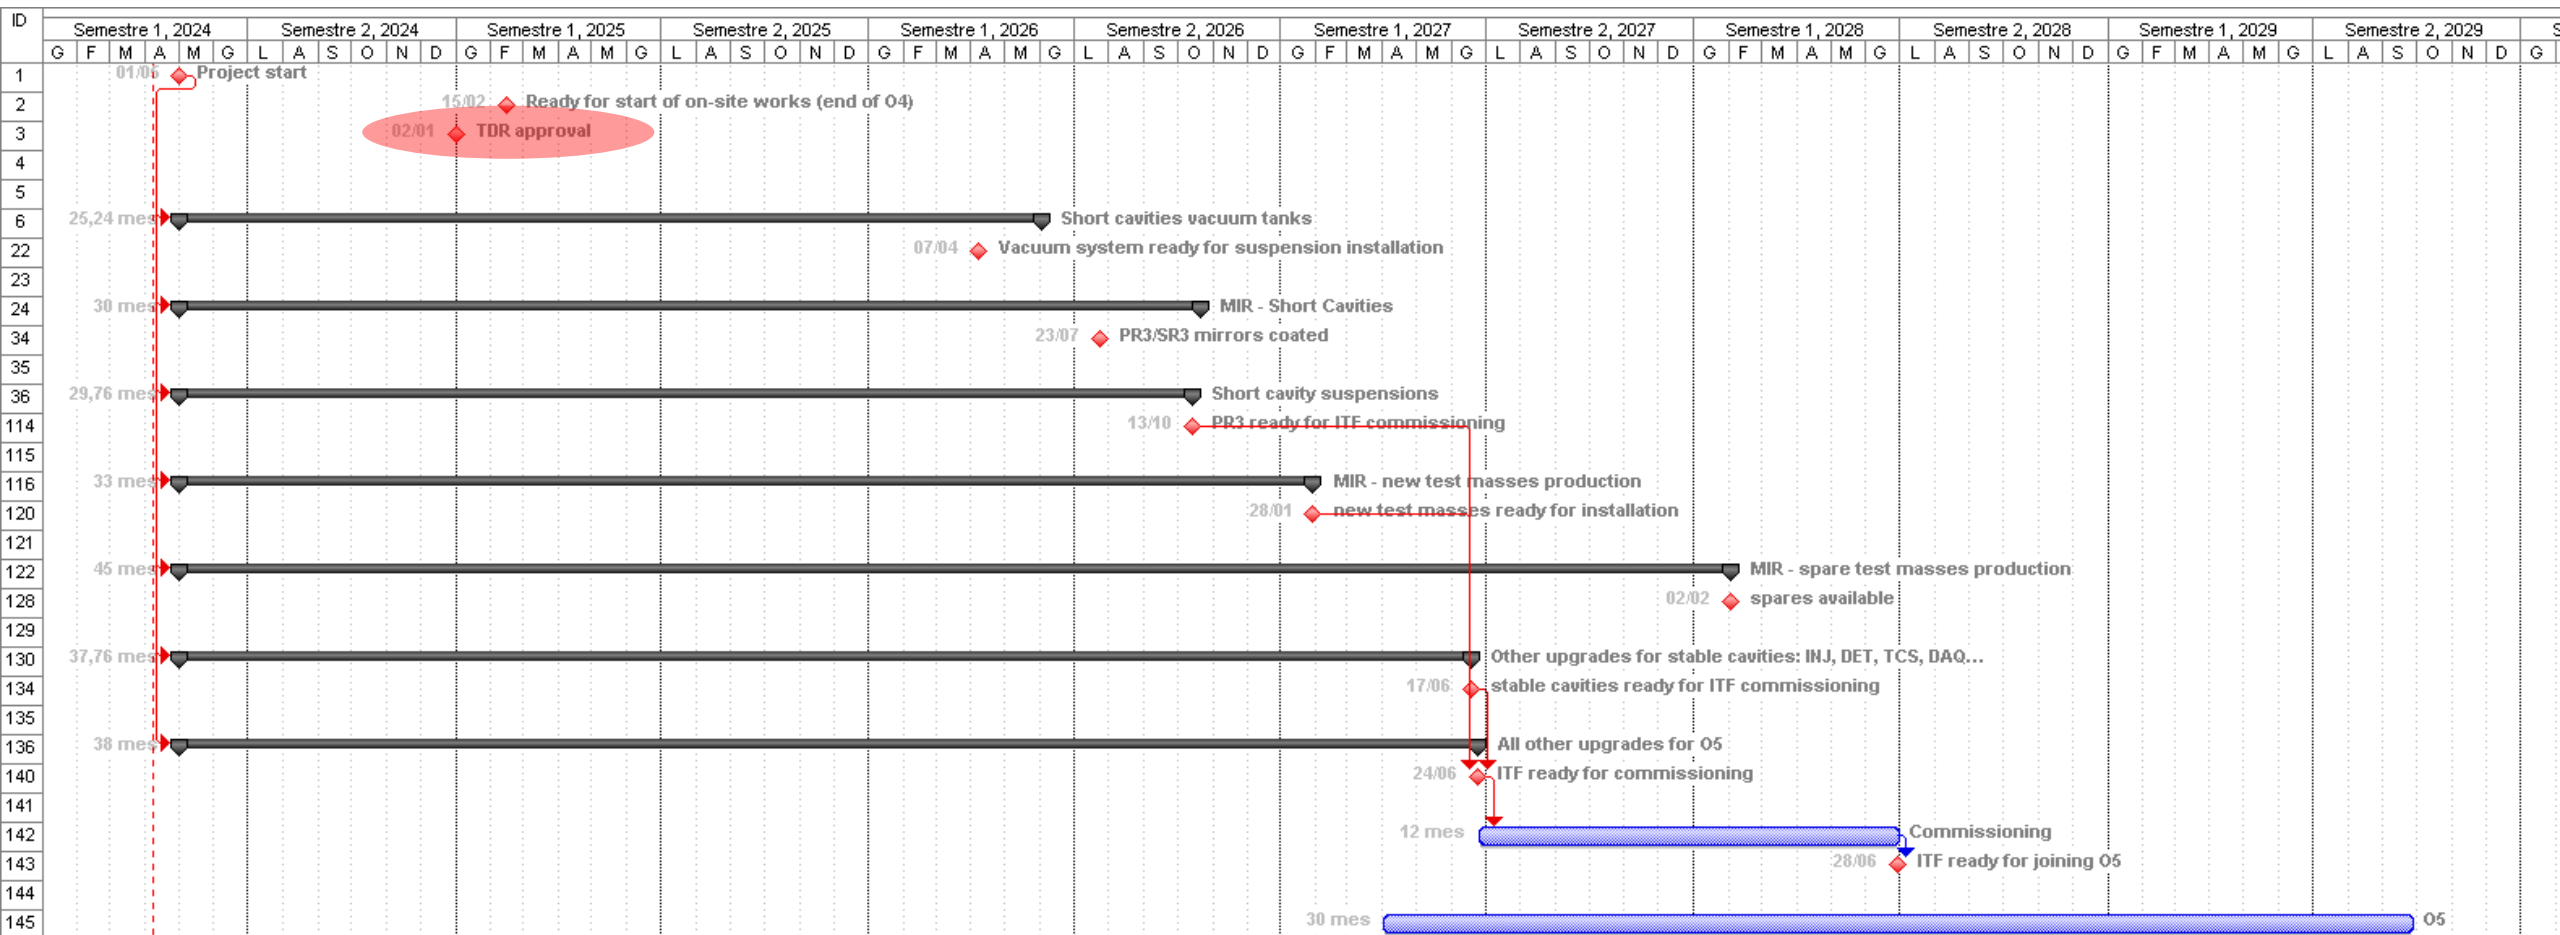 ID
Semestre 1, 2024 Semestre 2, 2024 Semestre 1, 2025 Semestre 2, 2025 Semestre 1, 2026 Semestre 2, 2026 Semestre 1, 2027 Semestre 2, 2027 Semestre 1, 2028 Semestre 2, 2028 Semestre 1, 2029 Semestre 2, 2029 S
G F M A M G L A S O N D G F M A M G L A S O N D G F M A M G L A S O N D G F M A M G L A S O N D G F M A M G L A S O N D G F M A M G L A S O N D G
1 01/05 Project start
2 15/02 Ready for start of on-site works (end of O4)
3 02/01 TDR approval
4
5
6 25,24 mes Short cavities vacuum tanks
22 07/04 Vacuum system ready for suspension installation
23
24 30 mes MIR - Short Cavities
34 23/07 PR3/SR3 mirrors coated
35
36 29,76 mes Short cavity suspensions
114 13/10 PR3 ready for ITF commissioning
115
116 33 mes MIR - new test masses production
120 28/01 new test masses ready for installation
121
122 45 mes MIR - spare test masses production
128 02/02 spares available
129
130 37,76 mes Other upgrades for stable cavities: INJ, DET, TCS, DAQ...
134 17/06 stable cavities ready for ITF commissioning
135
136 38 mes All other upgrades for O5
140 24/06 ITF ready for commissioning
141
142 12 mes Commissioning
143 28/06 ITF ready for joining O5
144
145 30 mes O5